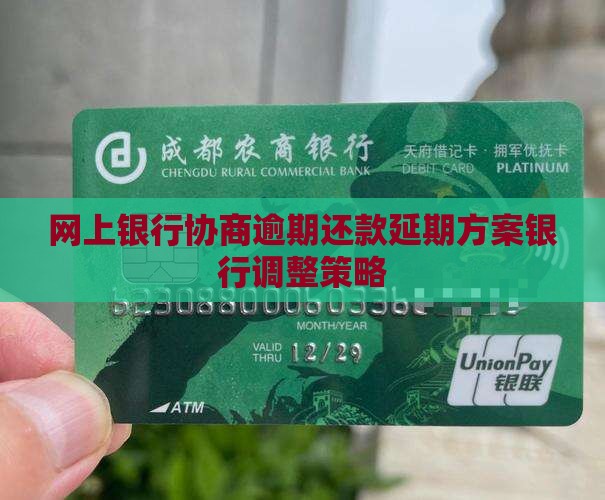 成都农商银行
CHENGDU RURAL COMMERCIAL BANK
天府借记卡·拥军优抚卡
DEBIT CARD PLATINUM
网上银行协商逾期还款延期方案银
行调整策略
MONTH/YEAR
VALID
THRU 12/29
ATM
UnionPay
银联